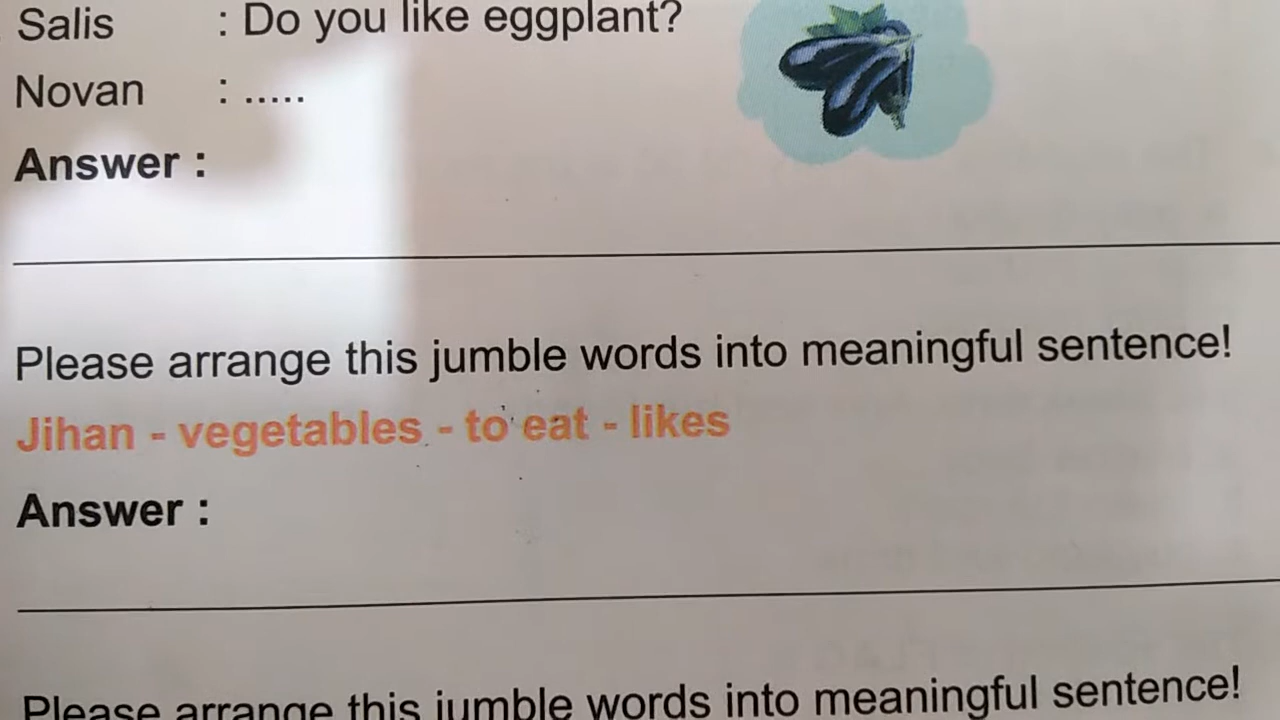 Salis : Do you like eggplant?
Novan : .....
Answer :
Please arrange this jumble words into meaningful sentence!
Jihan - vegetables - to eat - likes
Answer :
Please arrange this jumble words into meaningful sentence!